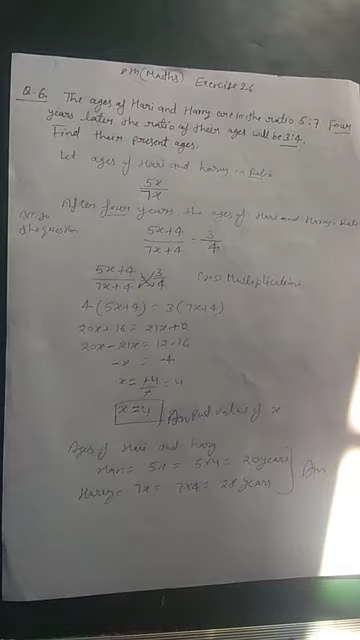 8th (Maths) Exercise 2.6
Q.6. The ages of Hari and Harry are in the ratio 5:7 Four
years later the ratio of their ages will be 3:4.
Find their present ages.
Let ages of Hari and harry in Ratio
5x/7x
After four years the ages of Hari and Harry
the question
5x+4/7x+4 = 3/4
5x+4/7x+4 3/4 Cross Multiplication
4(5x+4) = 3(7x+4)
20x+16 = 21x+12
20x-21x = 12-16
-x = -4
x = = 4
x=4 Ans Put value of x
Ages of Hari and harry
Hari = 5x = 5x4 = 20 years
Harry = 7x = 7x4 = 28 years Ans